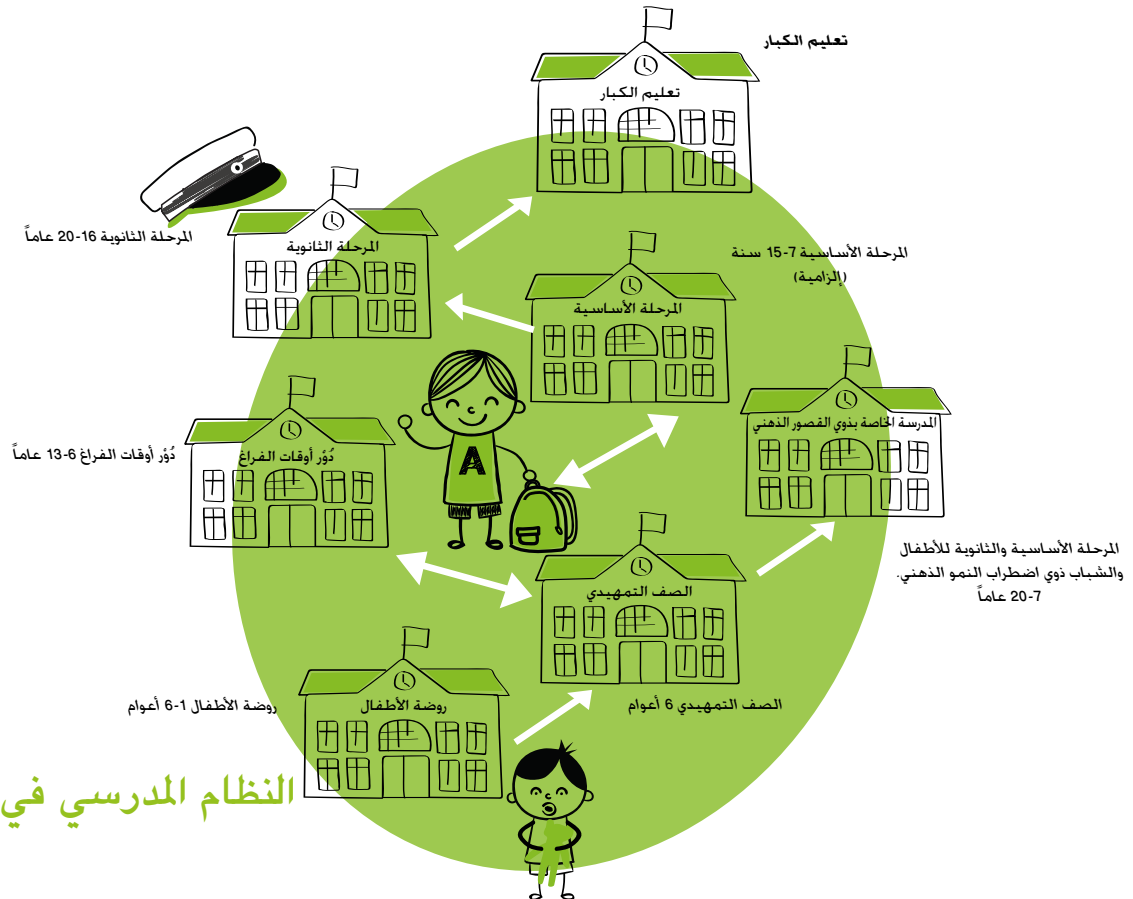 تعليم الكبار
تعليم الكبار
المرحلة الثانوية 16-20 عاماً
المرحلة الثانوية
المرحلة الأساسية 7-15 سنة
(إلزامية)
المرحلة الأساسية
المدرسة الخاصة بذوي القصور الذهني
دُوْر أوقات الفراغ 6-13 عاماً
دُوْر أوقات الفراغ
A
المرحلة الأساسية والثانوية للأطفال
والشباب ذوي اضطراب النمو الذهني.
7-20 عاماً
الصف التمهيدي
الصف التمهيدي 6 أعوام
روضة الأطفال 1-6 أعوام
روضة الأطفال
النظام المدرسي في